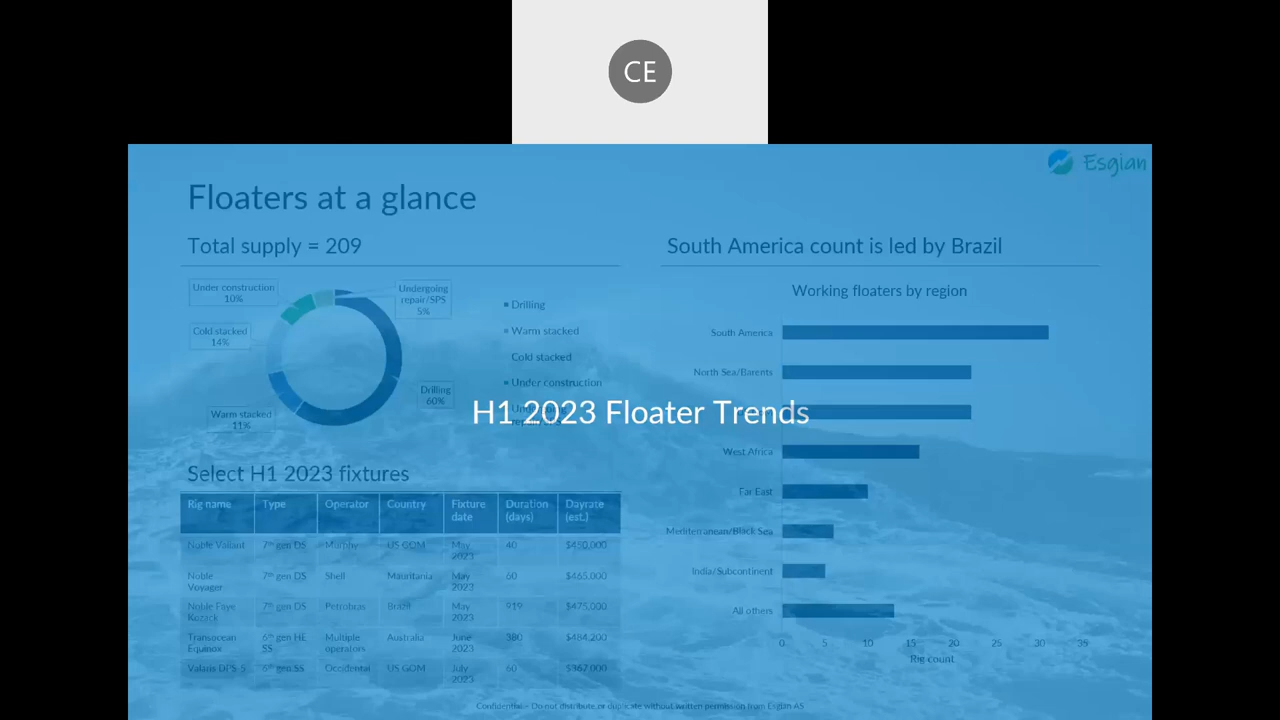 CE
Esgian
Floaters at a glance
Total supply = 209
South America count is led by Brazil
Under construction
10%
Cold stacked
14%
Warm stacked
11%
Undergoing
repair/SPS
5%
Drilling
60%
Drilling
Warm stacked
Cold stacked
Under construction
H1 2023 Floater Trends
Working floaters by region
South America
North Sea/Barents
West Africa
Far East
Mediterranean/Black Sea
India/Subcontinent
All others
0 5 10 15 20 25 30 35
Rig count
Select H1 2023 fixtures
Rig name Type Operator Country Fixture date Duration (days) Dayrate (est.)
Noble Valiant 7th gen DS Murphy US GOM May 2023 40 $450,000
Noble Voyager 7th gen DS Shell Mauritania May 2023 60 $465,000
Noble Faye Kozack 7th gen DS Petrobras Brazil May 2023 919 $475,000
Transocean Equinox 6th gen HE SS Multiple operators Australia June 2023 380 $484,200
Valaris DPS-5 6th gen SS Occidental US GOM July 2023 60 $367,000
Confidential – Do not distribute or duplicate without written permission from Esgian AS